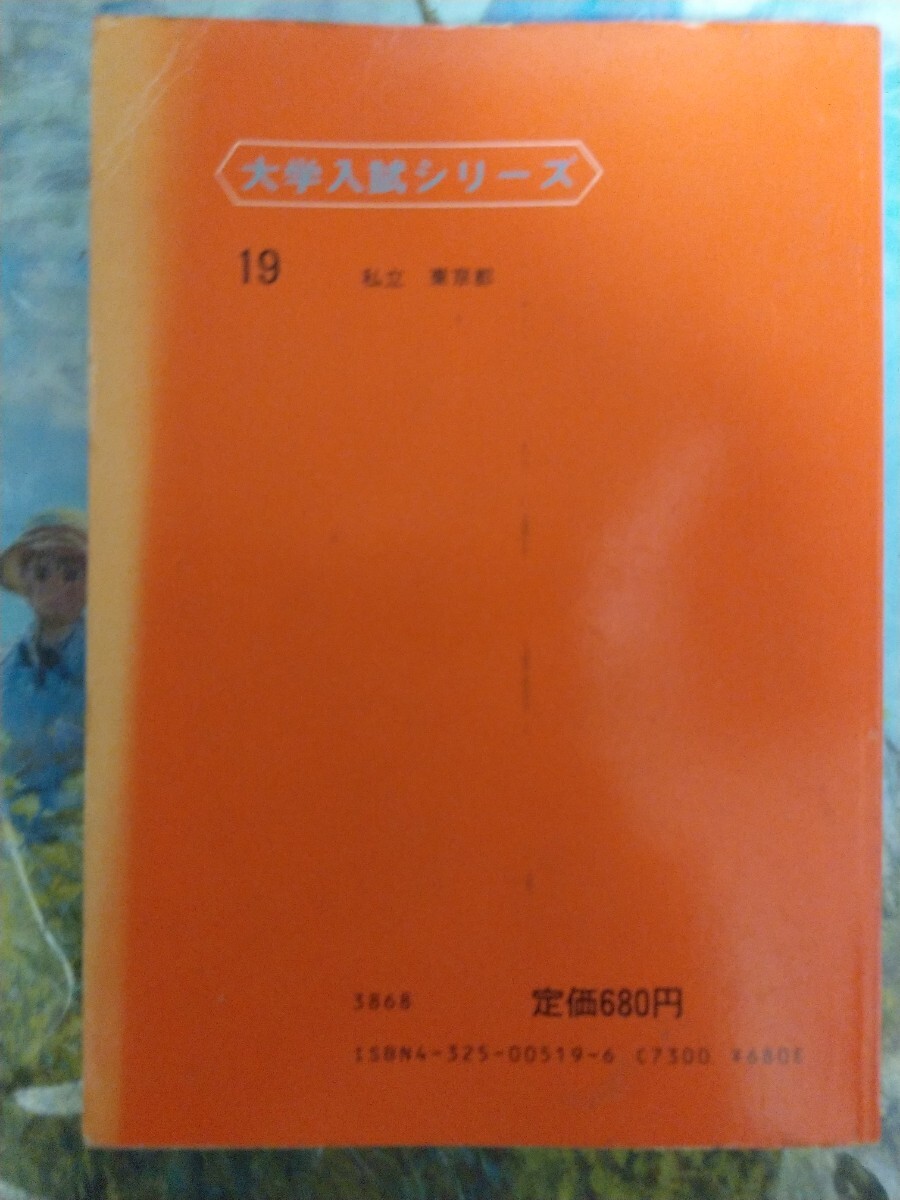 大学入試シリーズ
19 私立 東京都
3868 定価680円
ISBN4-325-00519-6 C7300 ¥680E